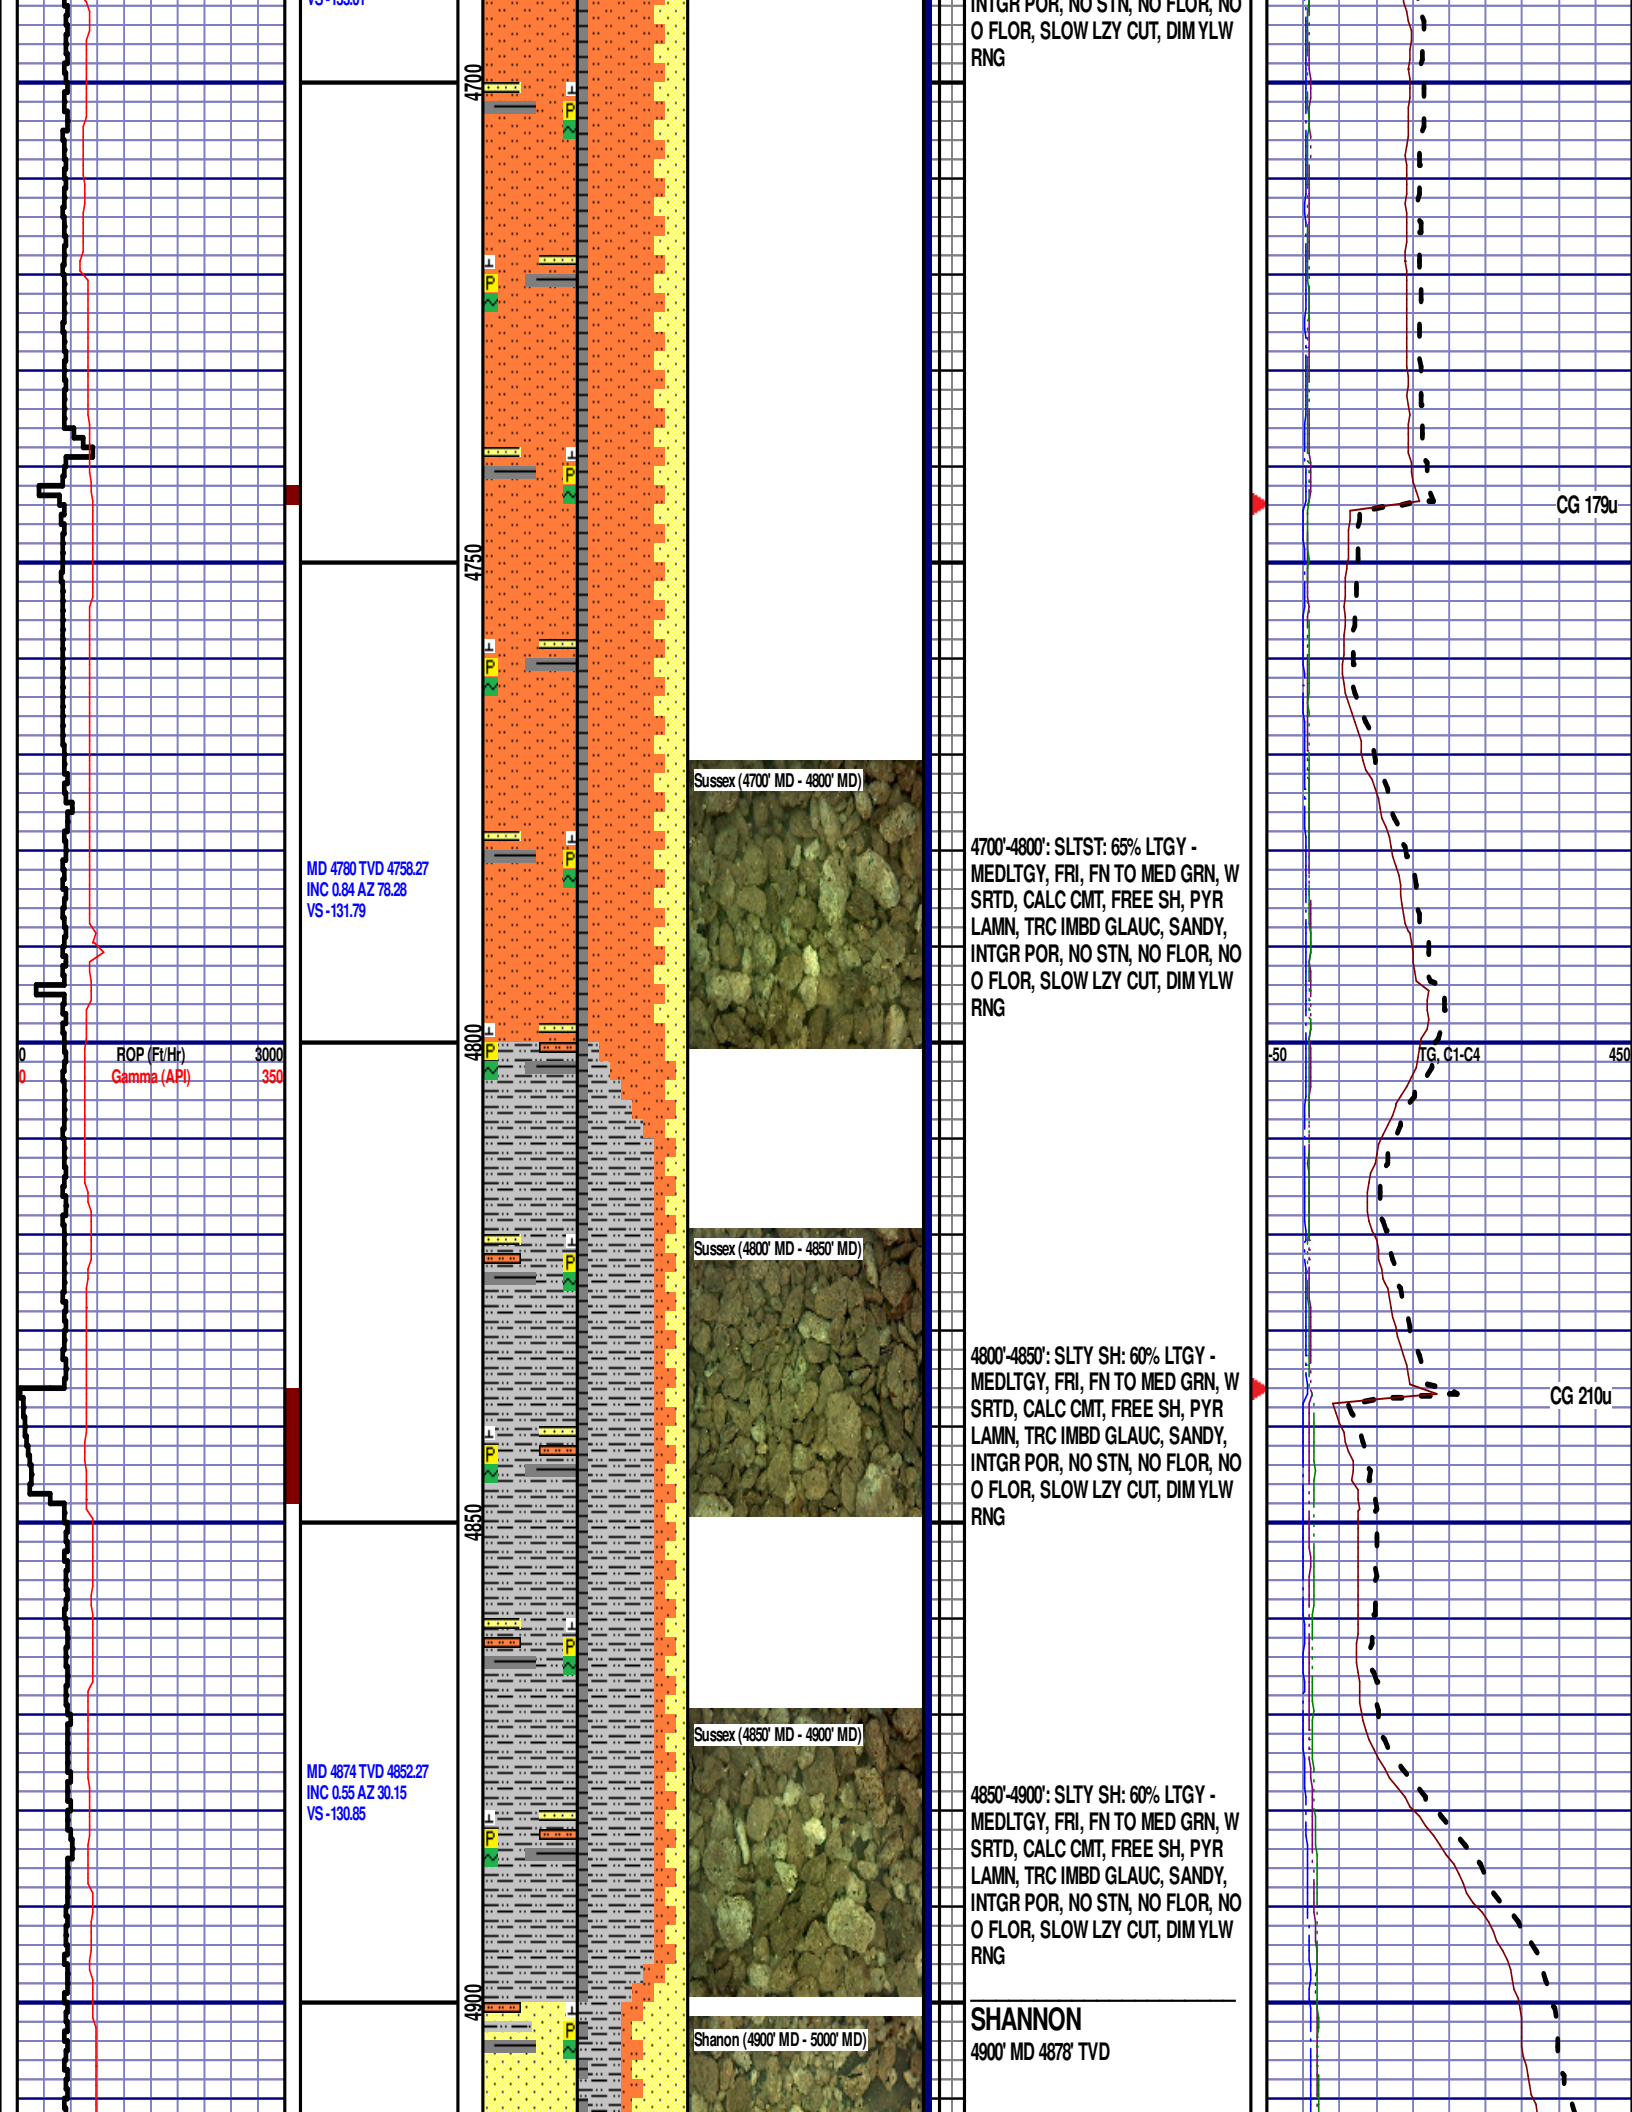 INTGR POR, NO STN, NO FLOR, NO
O FLOR, SLOW LZY CUT, DIM YLW
RNG
4700
CG 179u
4750
Sussex (4700' MD - 4800' MD)
MD 4780 TVD 4758.27
INC 0.84 AZ 78.28
VS -131.79
4700'-4800': SLTST: 65% LTGY -
MEDLTGY, FRI, FN TO MED GRN, W
SRTD, CALC CMT, FREE SH, PYR
LAMN, TRC IMBD GLAUC, SANDY,
INTGR POR, NO STN, NO FLOR, NO
O FLOR, SLOW LZY CUT, DIM YLW
RNG
4800
0 ROP (Ft/Hr) 3000
0 Gamma (API) 350
-50 TG, C1-C4 450
Sussex (4800' MD - 4850' MD)
4800'-4850': SLTY SH: 60% LTGY -
MEDLTGY, FRI, FN TO MED GRN, W
SRTD, CALC CMT, FREE SH, PYR
LAMN, TRC IMBD GLAUC, SANDY,
INTGR POR, NO STN, NO FLOR, NO
O FLOR, SLOW LZY CUT, DIM YLW
RNG
CG 210u
4850
Sussex (4850' MD - 4900' MD)
MD 4874 TVD 4852.27
INC 0.55 AZ 30.15
VS -130.85
4850'-4900': SLTY SH: 60% LTGY -
MEDLTGY, FRI, FN TO MED GRN, W
SRTD, CALC CMT, FREE SH, PYR
LAMN, TRC IMBD GLAUC, SANDY,
INTGR POR, NO STN, NO FLOR, NO
O FLOR, SLOW LZY CUT, DIM YLW
RNG
4900
SHANNON
4900' MD 4878' TVD
Shanon (4900' MD - 5000' MD)